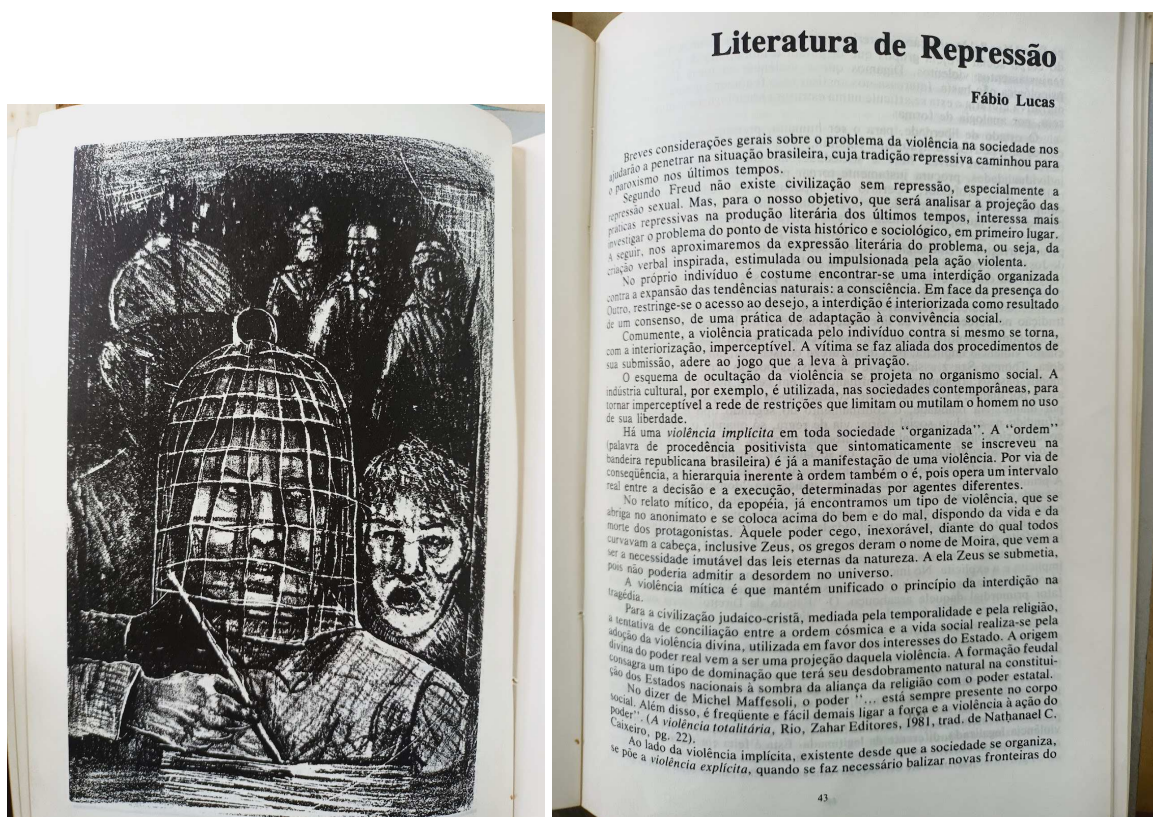 Literatura de Repressão
Fábio Lucas
Breves considerações gerais sobre o problema da violência na sociedade nos
ajudarão a penetrar na situação brasileira, cuja tradição repressiva caminhou para
o paroxismo nos últimos tempos.
Segundo Freud não existe civilização sem repressão, especialmente a
repressão sexual. Mas, para o nosso objetivo, que será analisar a projeção das
práticas repressivas na produção literária dos últimos tempos, interessa mais
investigar o problema do ponto de vista histórico e sociológico, em primeiro lugar.
A seguir, nos aproximaremos da expressão literária do problema, ou seja, da
criação verbal inspirada, estimulada ou impulsionada pela ação violenta.
No próprio indivíduo é costume encontrar-se uma interdição organizada
contra a expansão das tendências naturais: a consciência. Em face da presença do
Outro, restringe-se o acesso ao desejo, a interdição é interiorizada como resultado
de um consenso, de uma prática de adaptação à convivência social.
Comumente, a violência praticada pelo indivíduo contra si mesmo se torna,
com a interiorização, imperceptível. A vítima se faz aliada dos procedimentos de
sua submissão, adere ao jogo que a leva à privação.
O esquema de ocultação da violência se projeta no organismo social. A
indústria cultural, por exemplo, é utilizada, nas sociedades contemporâneas, para
tornar imperceptível a rede de restrições que limitam ou mutilam o homem no uso
de sua liberdade.
Há uma violência implícita em toda sociedade "organizada". A "ordem"
(palavra de procedência positivista que sintomaticamente se inscreveu na
bandeira republicana brasileira) é já a manifestação de uma violência. Por via de
conseqüência, a hierarquia inerente à ordem também o é, pois opera um intervalo
real entre a decisão e a execução, determinadas por agentes diferentes.
No relato mítico, da epopéia, já encontramos um tipo de violência, que se
abriga no anonimato e se coloca acima do bem e do mal, dispondo da vida e da
morte dos protagonistas. Àquele poder cego, inexorável, diante do qual todos
curvavam a cabeça, inclusive Zeus, os gregos deram o nome de Moira, que vem a
ser a necessidade imutável das leis eternas da natureza. A ela Zeus se submetia,
pois não poderia admitir a desordem no universo.
A violência mítica é que mantém unificado o princípio da interdição na
tragédia.
Para a civilização judaico-cristã, mediada pela temporalidade e pela religião,
a tentativa de conciliação entre a ordem cósmica e a vida social realiza-se pela
adoção da violência divina, utilizada em favor dos interesses do Estado. A origem
divina do poder real vem a ser uma projeção daquela violência. A formação feudal
consagra um tipo de dominação que terá seu desdobramento natural na constitui-
ção dos Estados nacionais à sombra da aliança da religião com o poder estatal.
No dizer de Michel Maffesoli, o poder "... está sempre presente no corpo
social. Além disso, é freqüente e fácil demais ligar a força e a violência à ação do
poder". (A violência totalitária, Rio, Zahar Editores, 1981, trad. de Nathanael C.
Caixeiro, pg. 22).
Ao lado da violência implícita, existente desde que a sociedade se organiza,
se põe a violência explícita, quando se faz necessário balizar novas fronteiras do
43